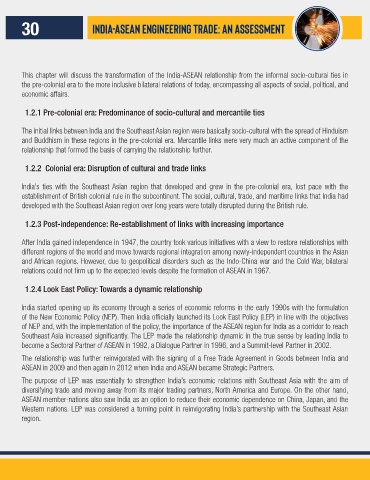 30
INDIA-ASEAN ENGINEERING TRADE: AN ASSESSMENT
This chapter will discuss the transformation of the India-ASEAN relationship from the informal socio-cultural ties in
the pre-colonial era to the more inclusive bilateral relations of today, encompassing all aspects of social, political, and
economic affairs.
1.2.1 Pre-colonial era: Predominance of socio-cultural and mercantile ties
The initial links between India and the Southeast Asian region were basically socio-cultural with the spread of Hinduism
and Buddhism in these regions in the pre-colonial era. Mercantile links were very much an active component of the
relationship that formed the basis of carrying the relationship further.
1.2.2 Colonial era: Disruption of cultural and trade links
India's ties with the Southeast Asian region that developed and grew in the pre-colonial era, lost pace with the
establishment of British colonial rule in the subcontinent. The social, cultural, trade, and maritime links that India had
developed with the Southeast Asian region over long years were totally disrupted during the British rule.
1.2.3 Post-independence: Re-establishment of links with increasing importance
After India gained independence in 1947, the country took various initiatives with a view to restore relationships with
different regions of the world and move towards regional integration among newly-independent countries in the Asian
and African regions. However, due to geopolitical disorders such as the Indo-China war and the Cold War, bilateral
relations could not firm up to the expected levels despite the formation of ASEAN in 1967.
1.2.4 Look East Policy: Towards a dynamic relationship
India started opening up its economy through a series of economic reforms in the early 1990s with the formulation
of the New Economic Policy (NEP). Then India officially launched its Look East Policy (LEP) in line with the objectives
of NEP and, with the implementation of the policy, the importance of the ASEAN region for India as a corridor to reach
Southeast Asia increased significantly. The LEP made the relationship dynamic in the true sense by leading India to
become a Sectoral Partner of ASEAN in 1992, a Dialogue Partner in 1996, and a Summit-level Partner in 2002.
The relationship was further reinvigorated with the signing of a Free Trade Agreement in Goods between India and
ASEAN in 2009 and then again in 2012 when India and ASEAN became Strategic Partners.
The purpose of LEP was essentially to strengthen India's economic relations with Southeast Asia with the aim of
diversifying trade and moving away from its major trading partners, North America and Europe. On the other hand,
ASEAN member-nations also saw India as an option to reduce their economic dependence on China, Japan, and the
Western nations. LEP was considered a turning point in reinvigorating India's partnership with the Southeast Asian
region.